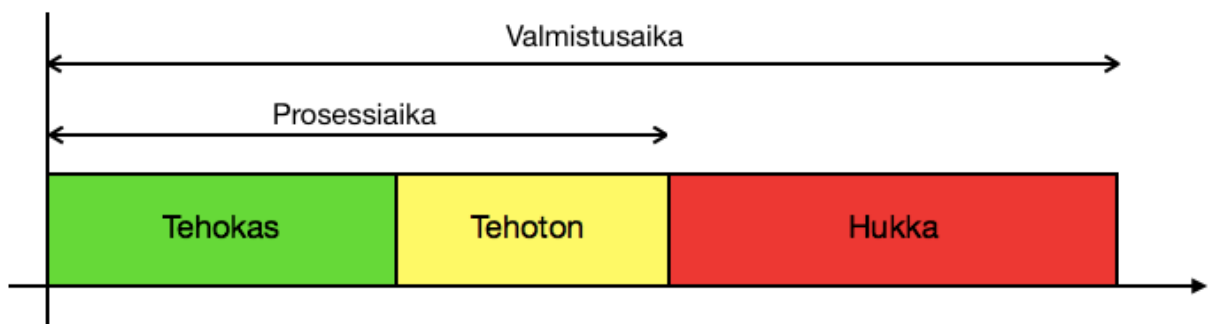 Valmistusaika
Prosessiaika
Tehokas
Tehoton
Hukka